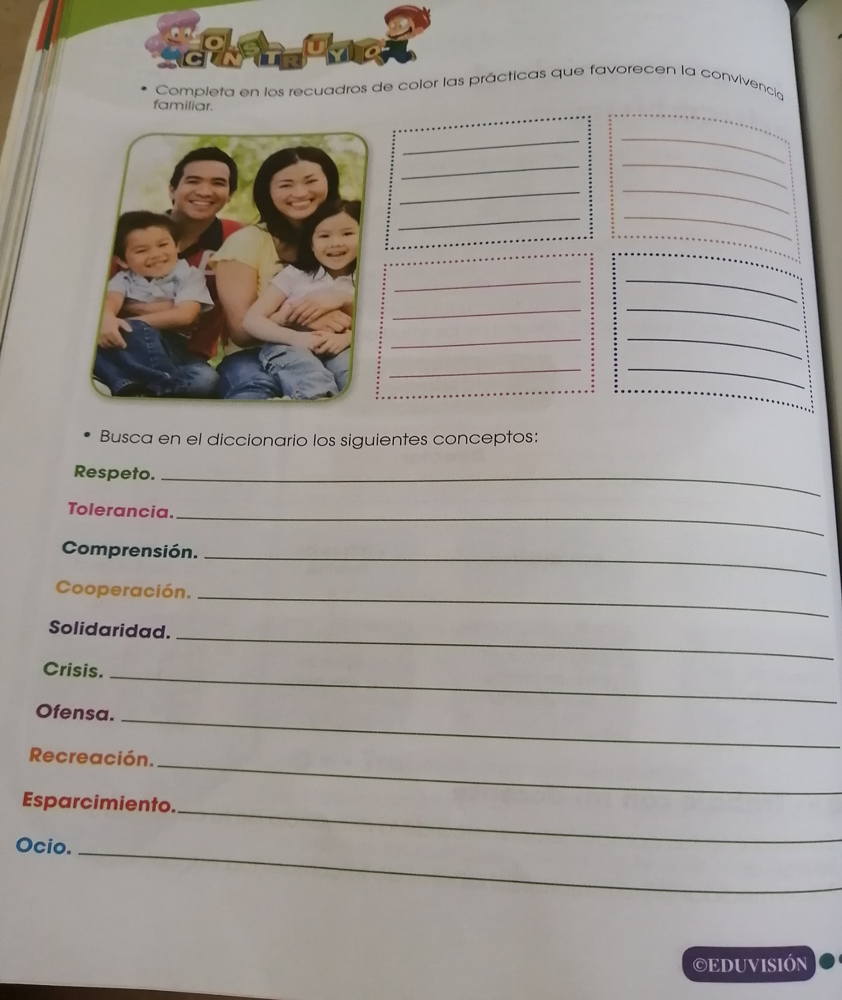 CONSTRUYO
• Completa en los recuadros de color las prácticas que favorecen la convivencia
familiar.
• Busca en el diccionario los siguientes conceptos:
Respeto.
Tolerancia.
Comprensión.
Cooperación.
Solidaridad.
Crisis.
Ofensa.
Recreación.
Esparcimiento.
Ocio.
©EDUVISIÓN